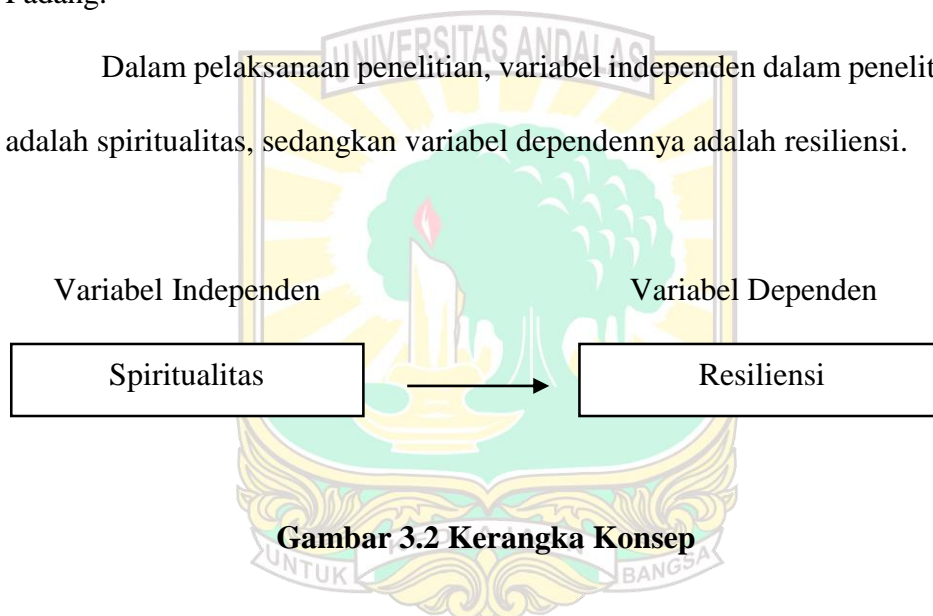 Padang.
UNIVERSITAS ANDALAS
Dalam pelaksanaan penelitian, variabel independen dalam penelit
adalah spiritualitas, sedangkan variabel dependennya adalah resiliensi.
Variabel Independen Variabel Dependen
Spiritualitas Resiliensi
Gambar 3.2 Kerangka Konsep
UNTUK BANGSA